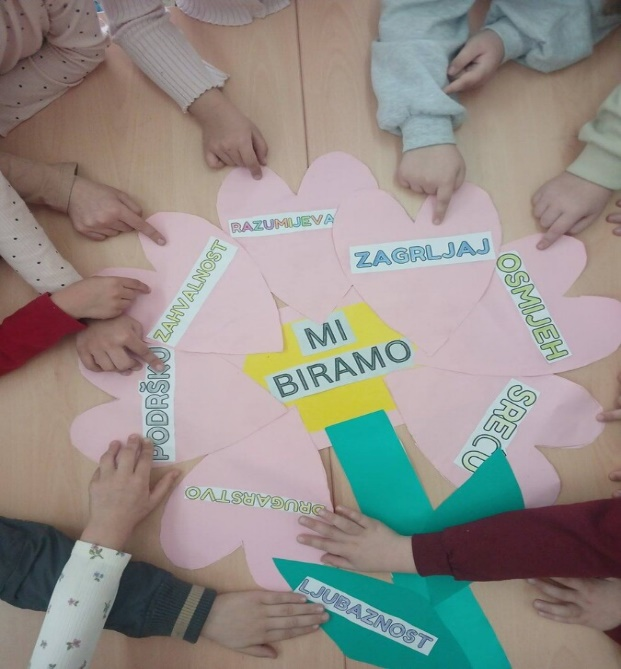 MI
BIRAMO
RAZUMIJEVA
ZAGRLJAJ
OSMIJEH
SREĆU
LJUBAZNOST
DRUGARSTVO
PODRŠKU
ZAHVALNOST